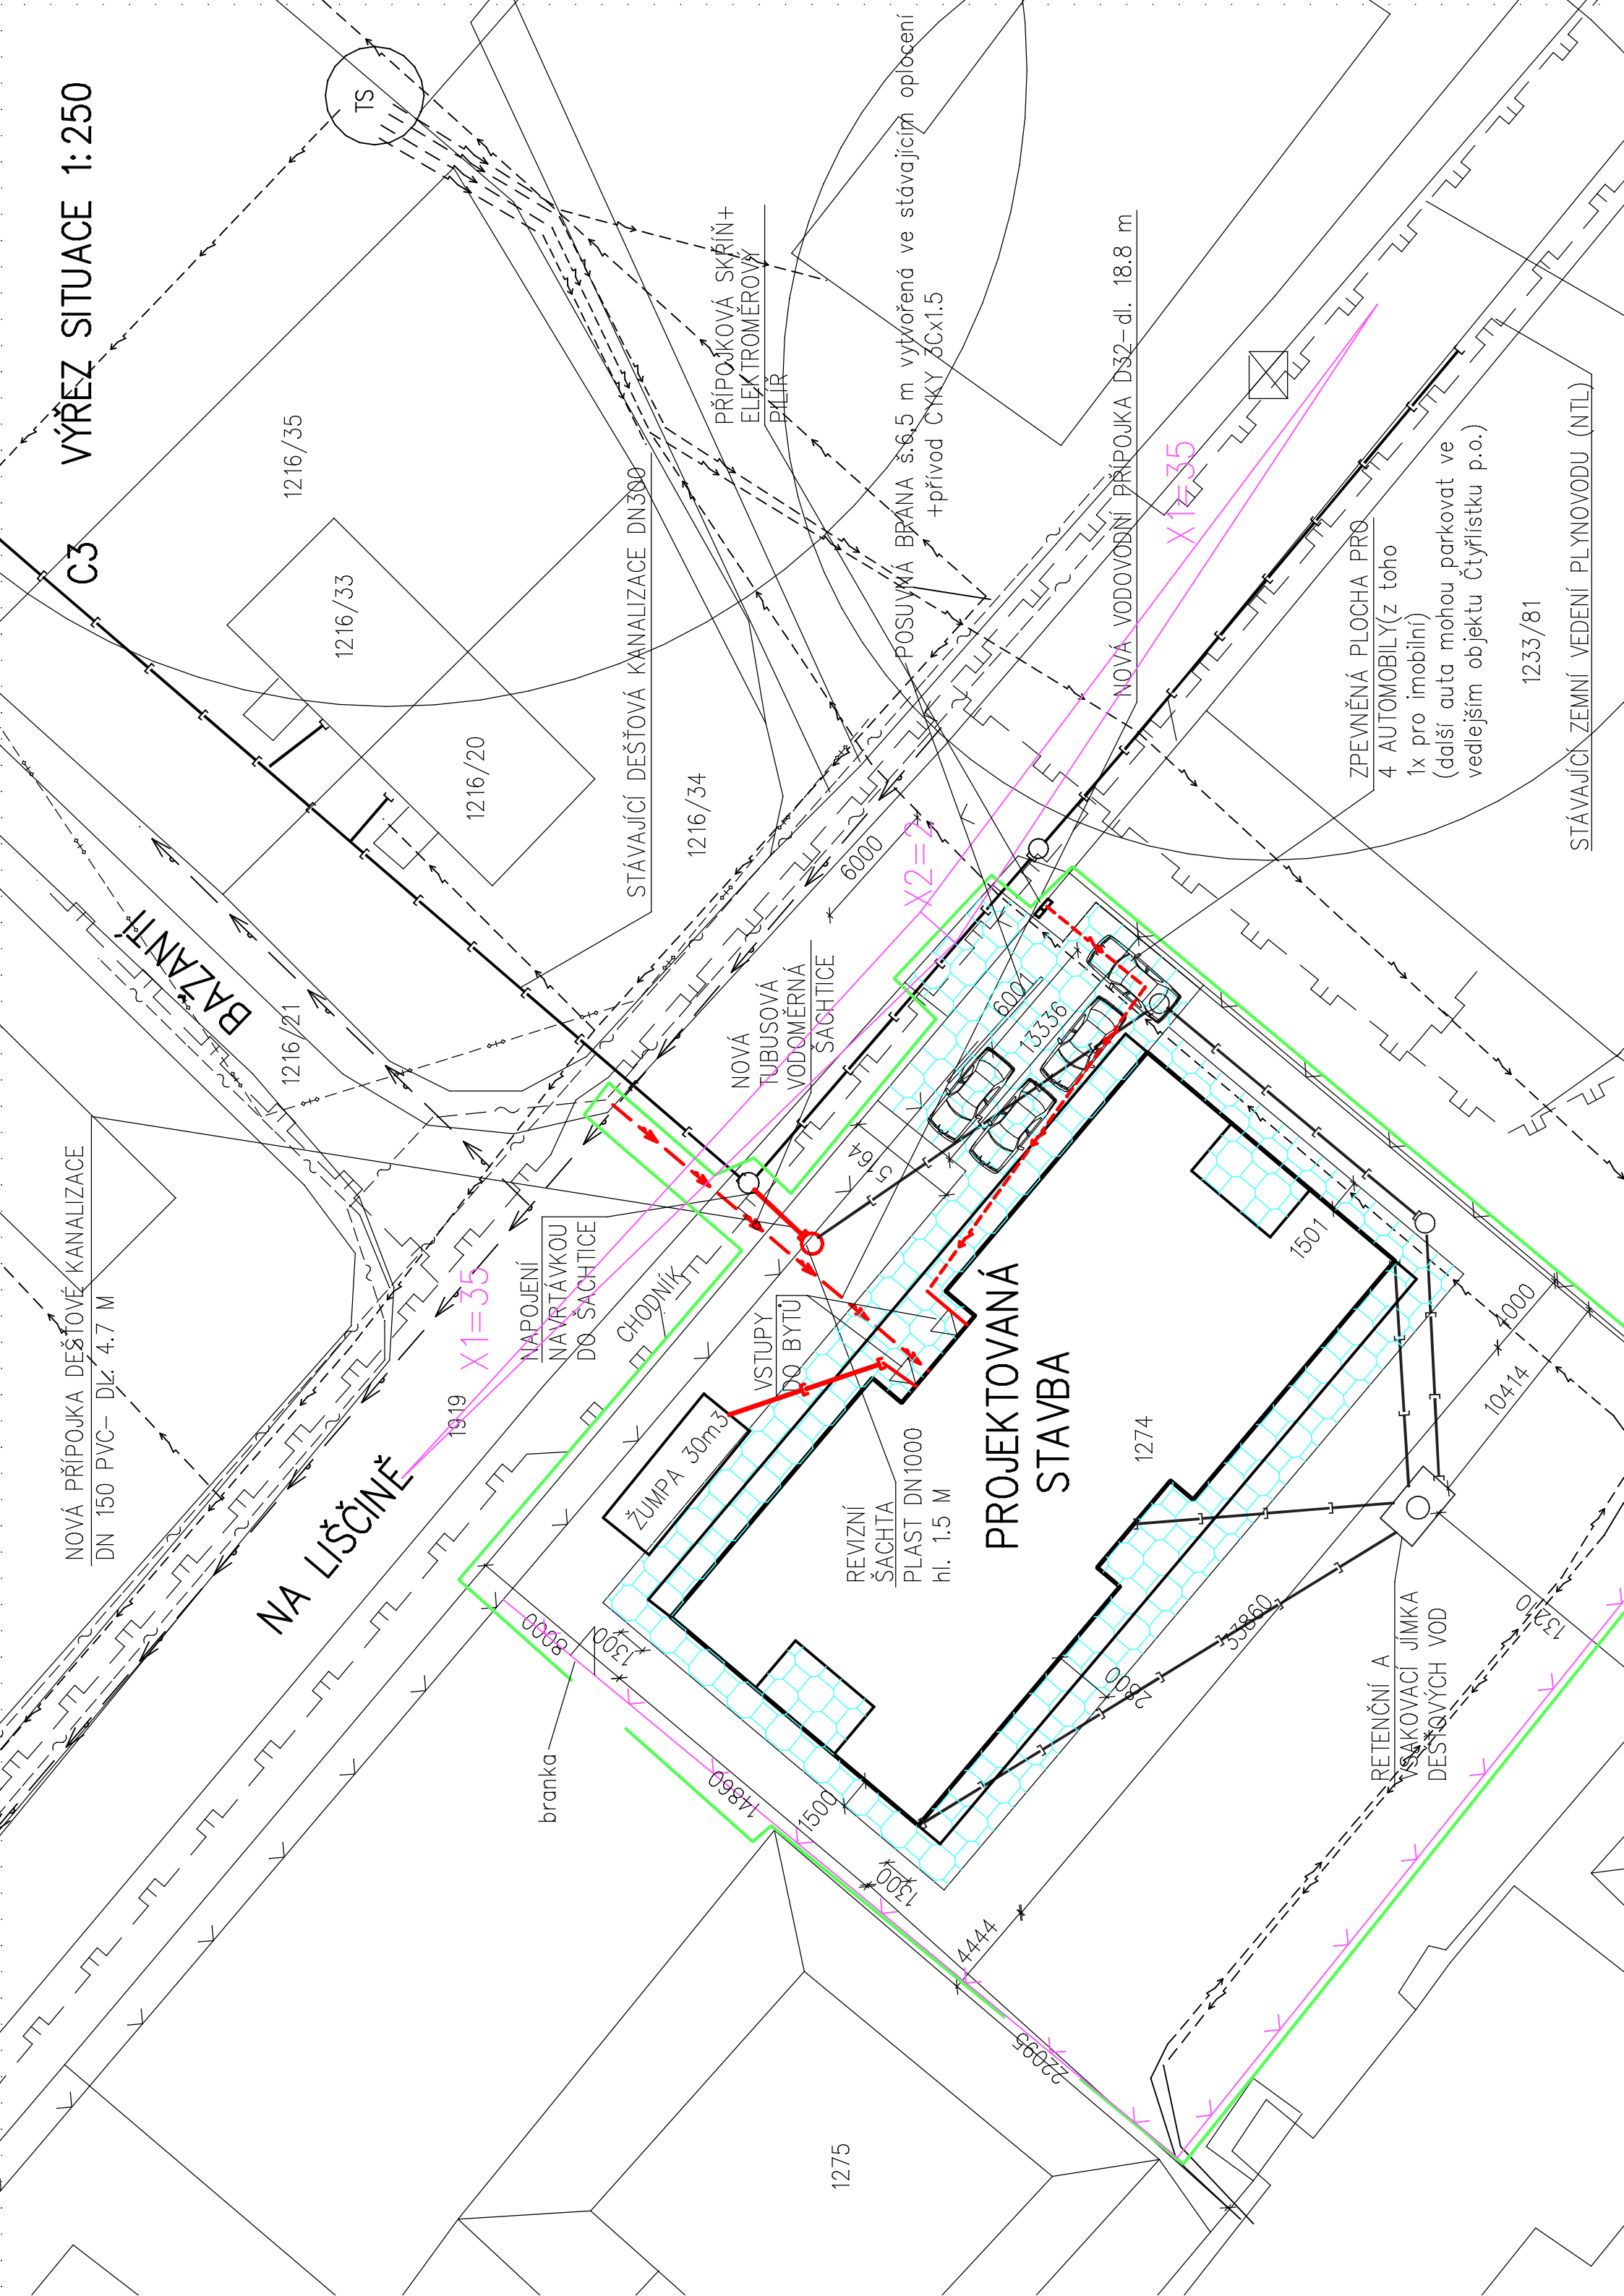 C3 VÝŘEZ SITUACE 1:250
TS
1216/35
1216/33
1216/20
1216/34
1216/21
BAŽANTÍ
STÁVAJÍCÍ DEŠŤOVÁ KANALIZACE DN300
PŘÍPOJKOVÁ SKŘÍŇ+
ELEKTROMĚROVÝ
PILÍŘ
POSUVNÁ BRÁNA š.6,5 m vytvořená ve stávajícím oplocení
+přívod CYKY 3Cx1.5
NOVÁ VODOVODNÍ PŘÍPOJKA D32-dl. 18.8 m
X1=35
X2=2
6000
ZPEVNĚNÁ PLOCHA PRO
4 AUTOMOBILY(z toho
1x pro imobilní)
(další auta mohou parkovat ve
vedlejším objektu Čtyřlístku p.o.)
1233/81
STÁVAJÍCÍ ZEMNÍ VEDENÍ PLYNOVODU (NTL)
NOVÁ
TUBUSOVÁ
VODOMĚRNÁ
ŠACHTICE
6001
13336
5164
NOVÁ PŘÍPOJKA DEŠŤOVÉ KANALIZACE
DN 150 PVC- DL. 4.7 M
X1=35
1919
NA LIŠČINĚ
NAPOJENÍ
NAVRTÁVKOU
DO ŠACHTICE
CHODNÍK
VSTUPY
DO BYTŮ
ŽUMPA 30m3
REVIZNÍ
ŠACHTA
PLAST DN1000
hl. 1.5 M
PROJEKTOVANÁ
STAVBA
1274
1501
4000
10414
8000
1300
branka
14860
1500
1300
2800
33860
RETENČNÍ A
VSAKOVACÍ JÍMKA
DEŠŤOVÝCH VOD
1320
4444
22095
1275